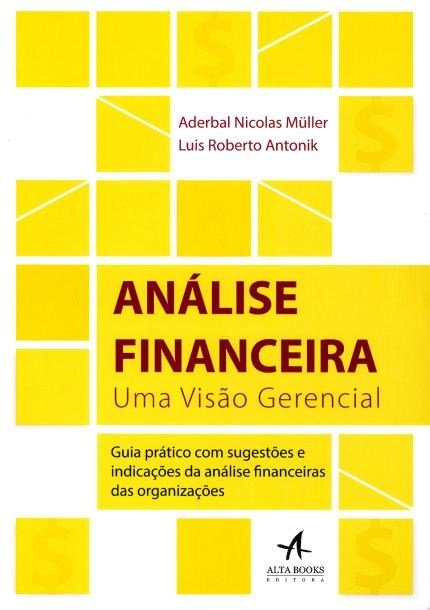 Aderbal Nicolas Müller
Luis Roberto Antonik
ANÁLISE
FINANCEIRA
Uma Visão Gerencial
Guia prático com sugestões e
indicações da análise financeiras
das organizações
ALTA BOOKS
EDITORA